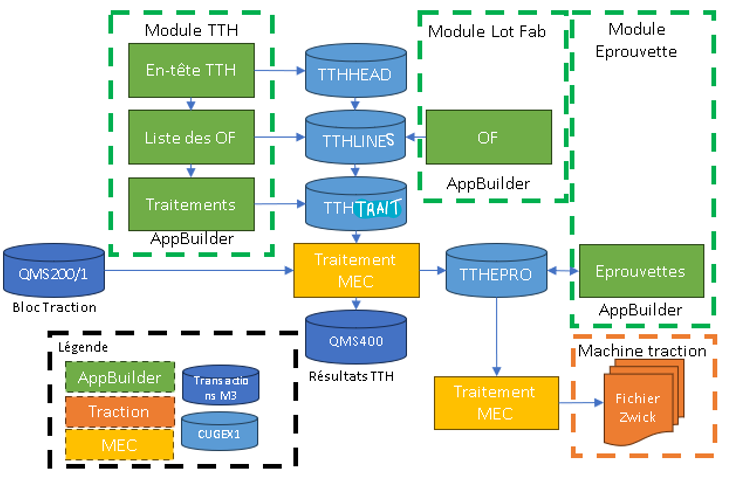 Module TTH
En-tête TTH
Liste des OF
Traitements
AppBuilder
TTHHEAD
TTHLINES
TTHTRAIT
Module Lot Fab
OF
AppBuilder
Module
Eprouvette
Eprouvettes
AppBuilder
QMS200/1
Bloc Traction
Traitement
MEC
TTHEPRO
QMS400
Résultats TTH
Traitement
MEC
Machine traction
Fichier
Zwick
Légende
AppBuilder
Traction
MEC
Transactio
ns M3
CUGEX1